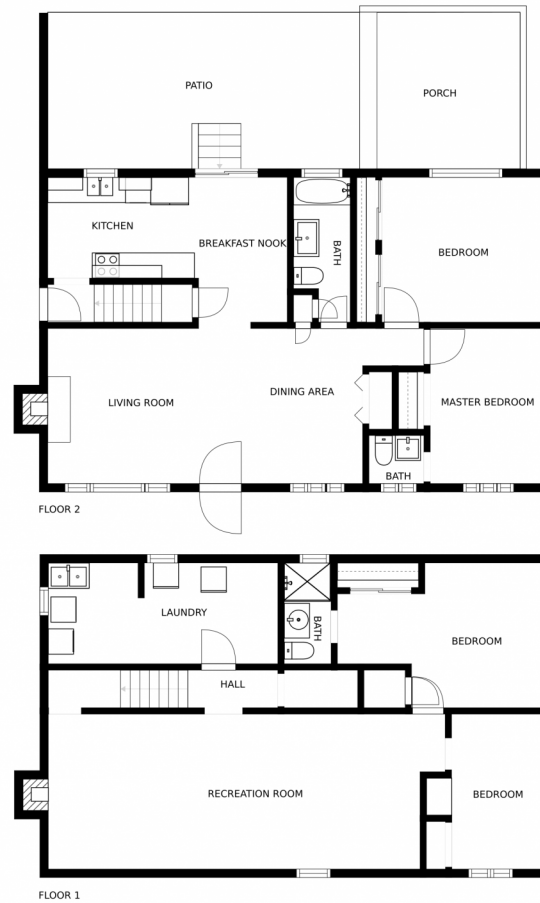 PATIO
PORCH
KITCHEN
BREAKFAST NOOK
BATH
BEDROOM
LIVING ROOM
DINING AREA
MASTER BEDROOM
BATH
FLOOR 2
LAUNDRY
BATH
BEDROOM
HALL
RECREATION ROOM
BEDROOM
FLOOR 1